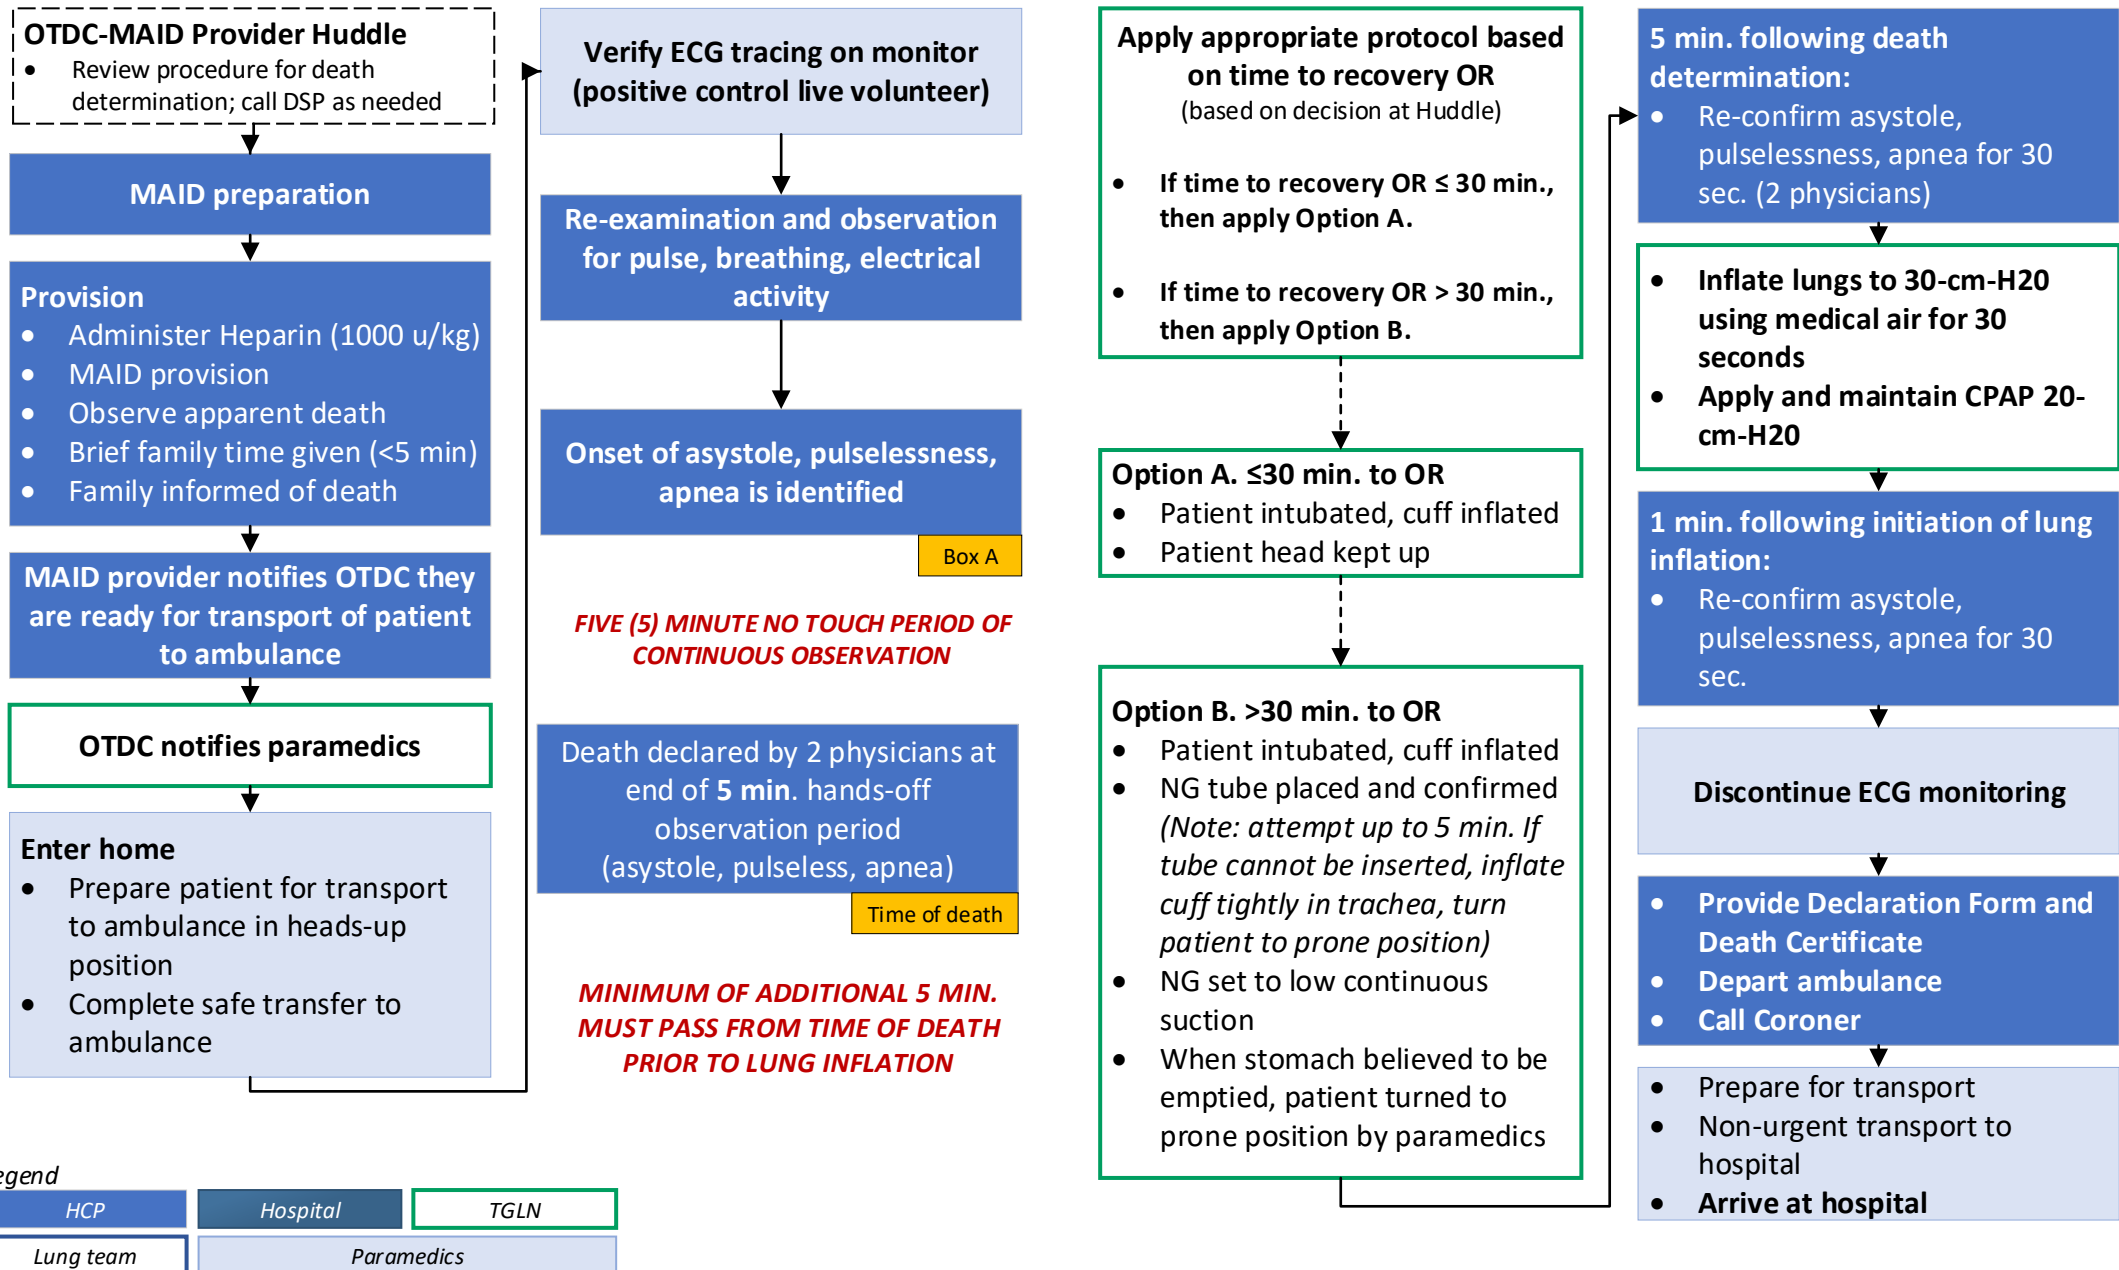 OTDC-MAID Provider Huddle
• Review procedure for death
determination; call DSP as needed
MAID preparation
Provision
• Administer Heparin (1000 u/kg)
• MAID provision
• Observe apparent death
• Brief family time given (<5 min)
• Family informed of death
MAID provider notifies OTDC they
are ready for transport of patient
to ambulance
OTDC notifies paramedics
Enter home
• Prepare patient for transport
to ambulance in heads-up
position
• Complete safe transfer to
ambulance
Verify ECG tracing on monitor
(positive control live volunteer)
Re-examination and observation
for pulse, breathing, electrical
activity
Onset of asystole, pulselessness,
apnea is identified
Box A
FIVE (5) MINUTE NO TOUCH PERIOD OF
CONTINUOUS OBSERVATION
Death declared by 2 physicians at
end of 5 min. hands-off
observation period
(asystole, pulseless, apnea)
Time of death
MINIMUM OF ADDITIONAL 5 MIN.
MUST PASS FROM TIME OF DEATH
PRIOR TO LUNG INFLATION
Apply appropriate protocol based
on time to recovery OR
(based on decision at Huddle)
• If time to recovery OR ≤ 30 min.,
then apply Option A.
• If time to recovery OR > 30 min.,
then apply Option B.
Option A. ≤30 min. to OR
• Patient intubated, cuff inflated
• Patient head kept up
Option B. >30 min. to OR
• Patient intubated, cuff inflated
• NG tube placed and confirmed
(Note: attempt up to 5 min. If
tube cannot be inserted, inflate
cuff tightly in trachea, turn
patient to prone position)
• NG set to low continuous
suction
• When stomach believed to be
emptied, patient turned to
prone position by paramedics
5 min. following death
determination:
• Re-confirm asystole,
pulselessness, apnea for 30
sec. (2 physicians)
• Inflate lungs to 30-cm-H20
using medical air for 30
seconds
• Apply and maintain CPAP 20-
cm-H20
1 min. following initiation of lung
inflation:
• Re-confirm asystole,
pulselessness, apnea for 30
sec.
Discontinue ECG monitoring
• Provide Declaration Form and
Death Certificate
• Depart ambulance
• Call Coroner
• Prepare for transport
• Non-urgent transport to
hospital
• Arrive at hospital
egend
HCP
Hospital
TGLN
Lung team
Paramedics